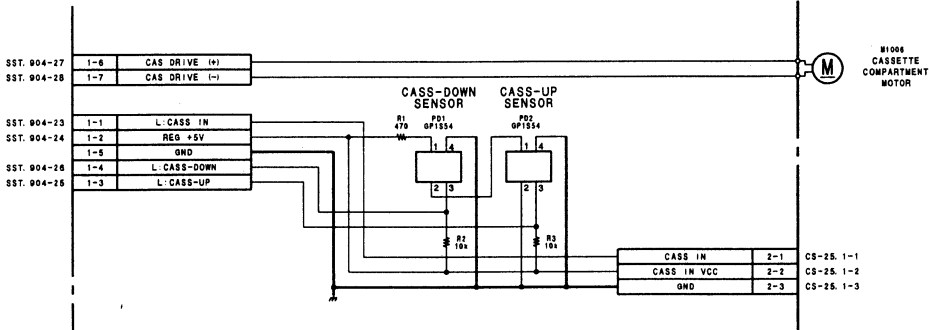 SST. 904-27 1-6 CAS DRIVE (+)
SST. 904-28 1-7 CAS DRIVE (-)
M
M1006
CASSETTE
COMPARTMENT
MOTOR
CASS-DOWN
SENSOR
CASS-UP
SENSOR
SST. 904-23 1-1 L:CASS IN
SST. 904-24 1-2 REG +5V
1-5 GND
SST. 904-26 1-4 L:CASS-DOWN
SST. 904-25 1-3 L:CASS-UP
R1
470
PD1
GP1S54
1 4
2 3
PD2
GP1S54
1 4
2 3
R2
10k
R3
10k
CASS IN 2-1 CS-25. 1-1
CASS IN VCC 2-2 CS-25. 1-2
GND 2-3 CS-25. 1-3